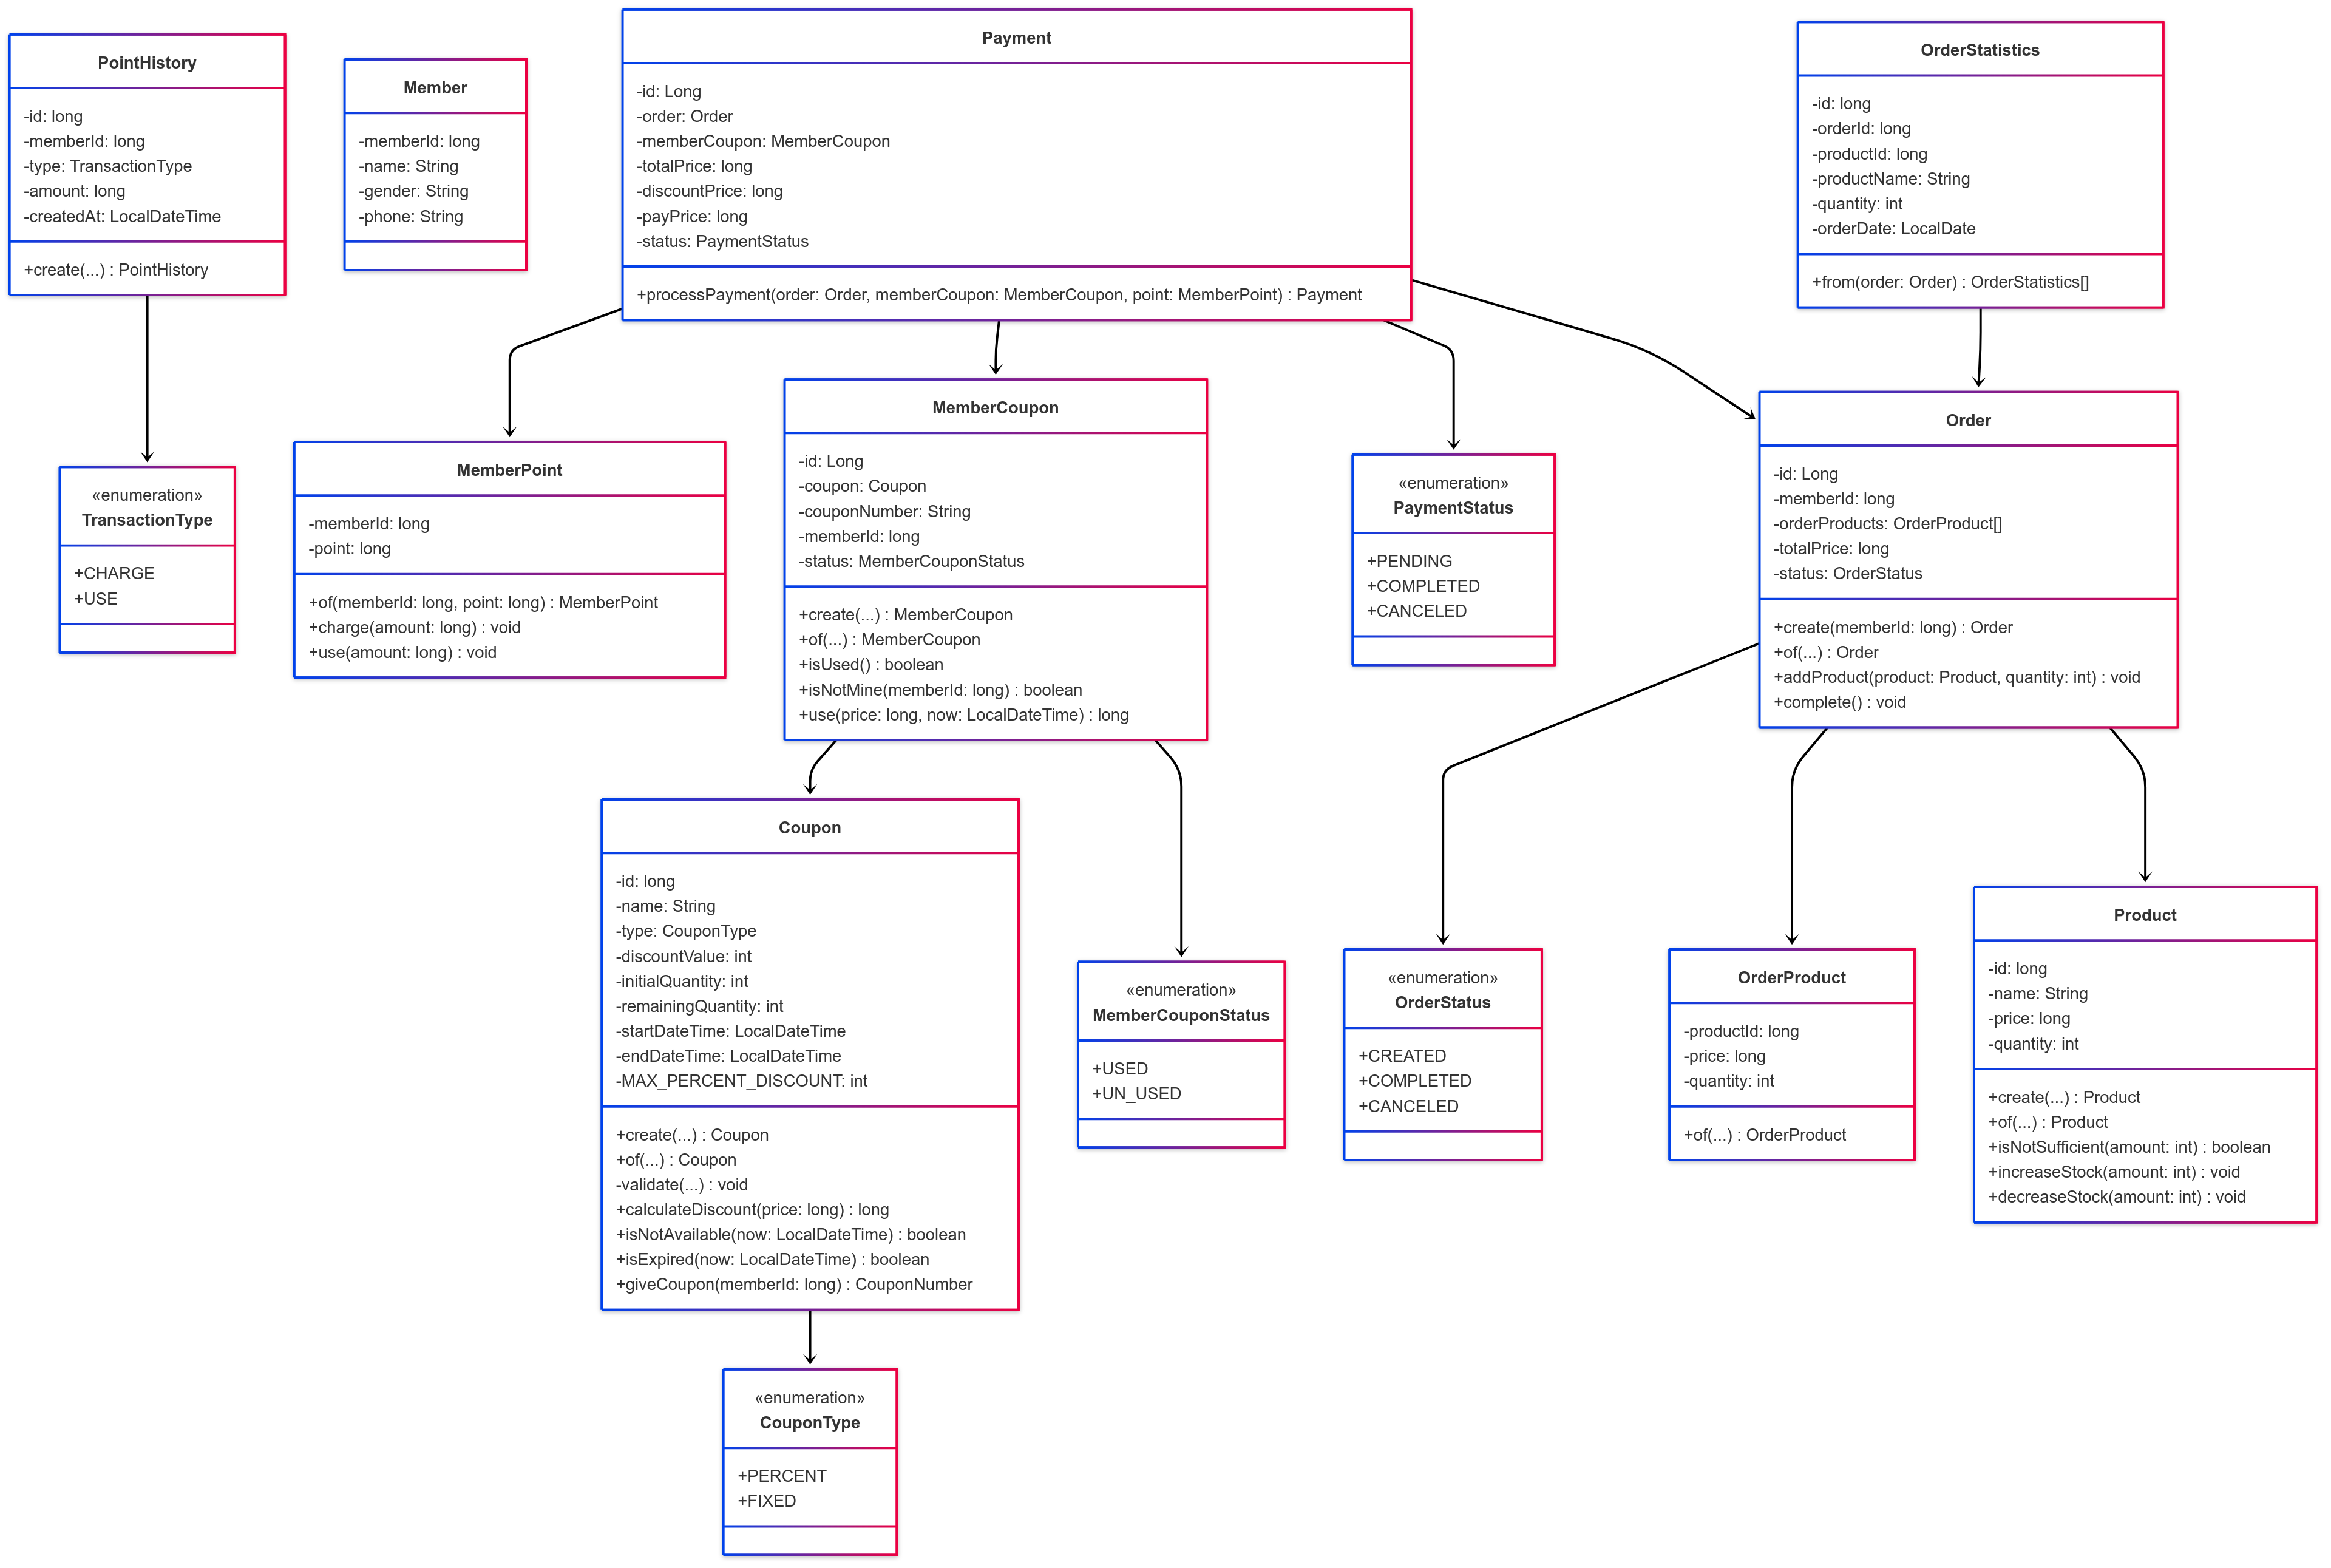 PointHistory
-id: long
-memberId: long
-type: TransactionType
-amount: long
-createdAt: LocalDateTime
+create(...) : PointHistory
Member
-memberId: long
-name: String
-gender: String
-phone: String
Payment
-id: Long
-order: Order
-memberCoupon: MemberCoupon
-totalPrice: long
-discountPrice: long
-payPrice: long
-status: PaymentStatus
+processPayment(order: Order, memberCoupon: MemberCoupon, point: MemberPoint) : Payment
OrderStatistics
-id: long
-orderId: long
-productId: long
-productName: String
-quantity: int
-orderDate: LocalDate
+from(order: Order) : OrderStatistics[]
«enumeration»
TransactionType
+CHARGE
+USE
MemberPoint
-memberId: long
-point: long
+of(memberId: long, point: long) : MemberPoint
+charge(amount: long) : void
+use(amount: long) : void
MemberCoupon
-id: Long
-coupon: Coupon
-couponNumber: String
-memberId: long
-status: MemberCouponStatus
+create(...) : MemberCoupon
+of(...) : MemberCoupon
+isUsed() : boolean
+isNotMine(memberId: long) : boolean
+use(price: long, now: LocalDateTime) : long
«enumeration»
PaymentStatus
+PENDING
+COMPLETED
+CANCELED
Order
-id: Long
-memberId: long
-orderProducts: OrderProduct[]
-totalPrice: long
-status: OrderStatus
+create(memberId: long) : Order
+of(...) : Order
+addProduct(product: Product, quantity: int) : void
+complete() : void
Coupon
-id: long
-name: String
-type: CouponType
-discountValue: int
-initialQuantity: int
-remainingQuantity: int
-startDateTime: LocalDateTime
-endDateTime: LocalDateTime
-MAX_PERCENT_DISCOUNT: int
+create(...) : Coupon
+of(...) : Coupon
-validate(...) : void
+calculateDiscount(price: long) : long
+isNotAvailable(now: LocalDateTime) : boolean
+isExpired(now: LocalDateTime) : boolean
+giveCoupon(memberId: long) : CouponNumber
«enumeration»
MemberCouponStatus
+USED
+UN_USED
«enumeration»
OrderStatus
+CREATED
+COMPLETED
+CANCELED
OrderProduct
-productId: long
-price: long
-quantity: int
+of(...) : OrderProduct
Product
-id: long
-name: String
-price: long
-quantity: int
+create(...) : Product
+of(...) : Product
+isNotSufficient(amount: int) : boolean
+increaseStock(amount: int) : void
+decreaseStock(amount: int) : void
«enumeration»
CouponType
+PERCENT
+FIXED